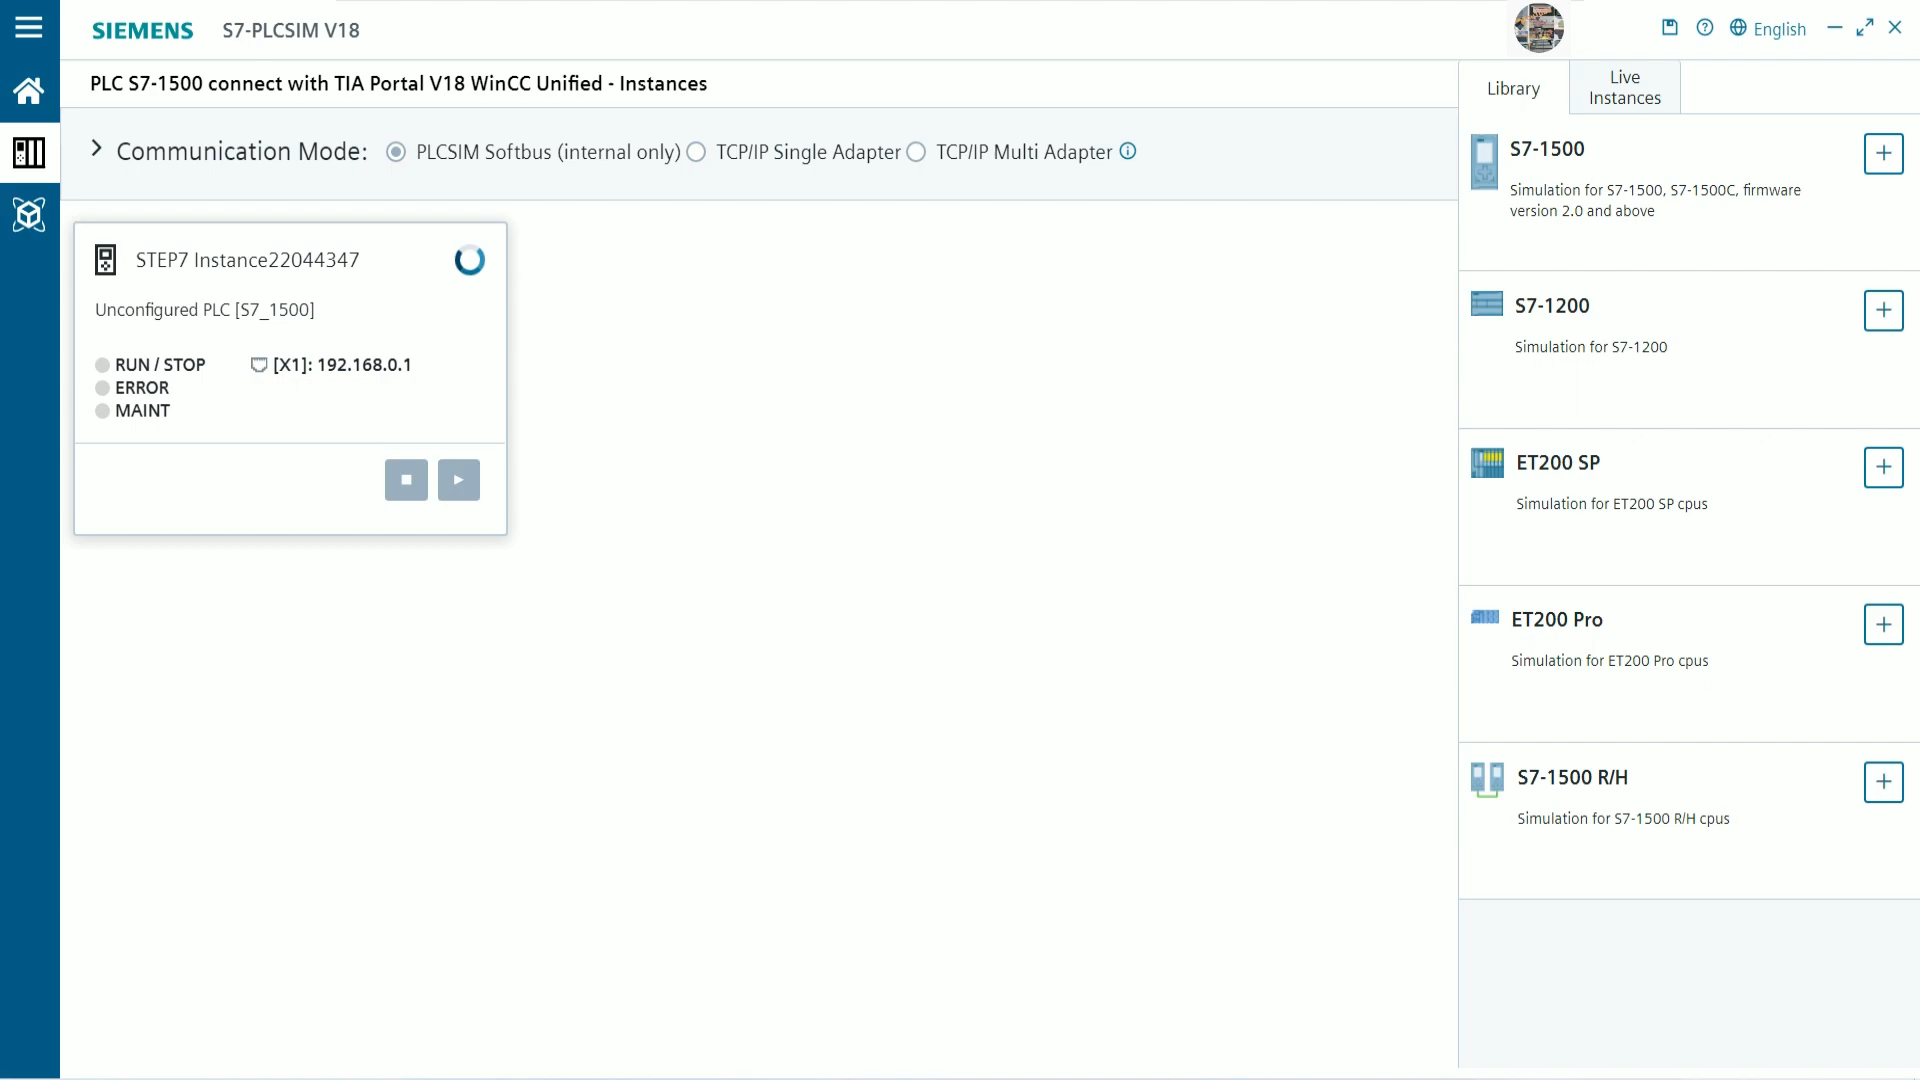 SIEMENS S7-PLCSIM V18
English
PLC S7-1500 connect with TIA Portal V18 WinCC Unified - Instances
Communication Mode: PLCSIM Softbus (internal only) TCP/IP Single Adapter TCP/IP Multi Adapter
STEP7 Instance22044347
Unconfigured PLC [S7_1500]
RUN / STOP [X1]: 192.168.0.1
ERROR
MAINT
Library
Live
Instances
S7-1500
Simulation for S7-1500, S7-1500C, firmware
version 2.0 and above
S7-1200
Simulation for S7-1200
ET200 SP
Simulation for ET200 SP cpus
ET200 Pro
Simulation for ET200 Pro cpus
S7-1500 R/H
Simulation for S7-1500 R/H cpus